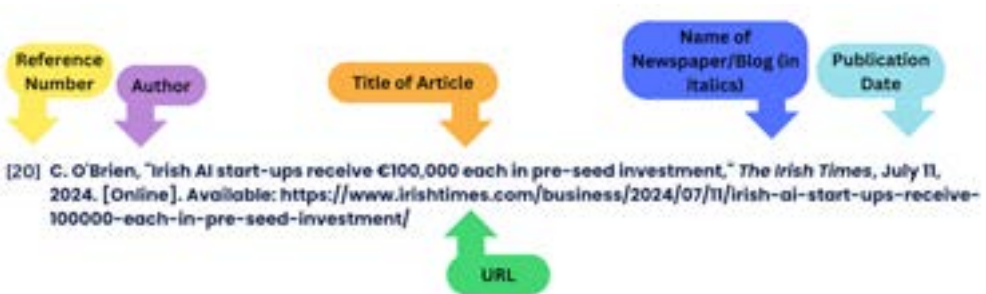 Reference
Number
Author
Title of Article
Name of
Newspaper/Blog (in
italics)
Publication
Date
[20] C. O'Brien, "Irish AI start-ups receive €100,000 each in pre-seed investment," The Irish Times, July 11,
2024. [Online]. Available: https://www.irishtimes.com/business/2024/07/11/irish-ai-start-ups-receive-
100000-each-in-pre-seed-investment/
URL